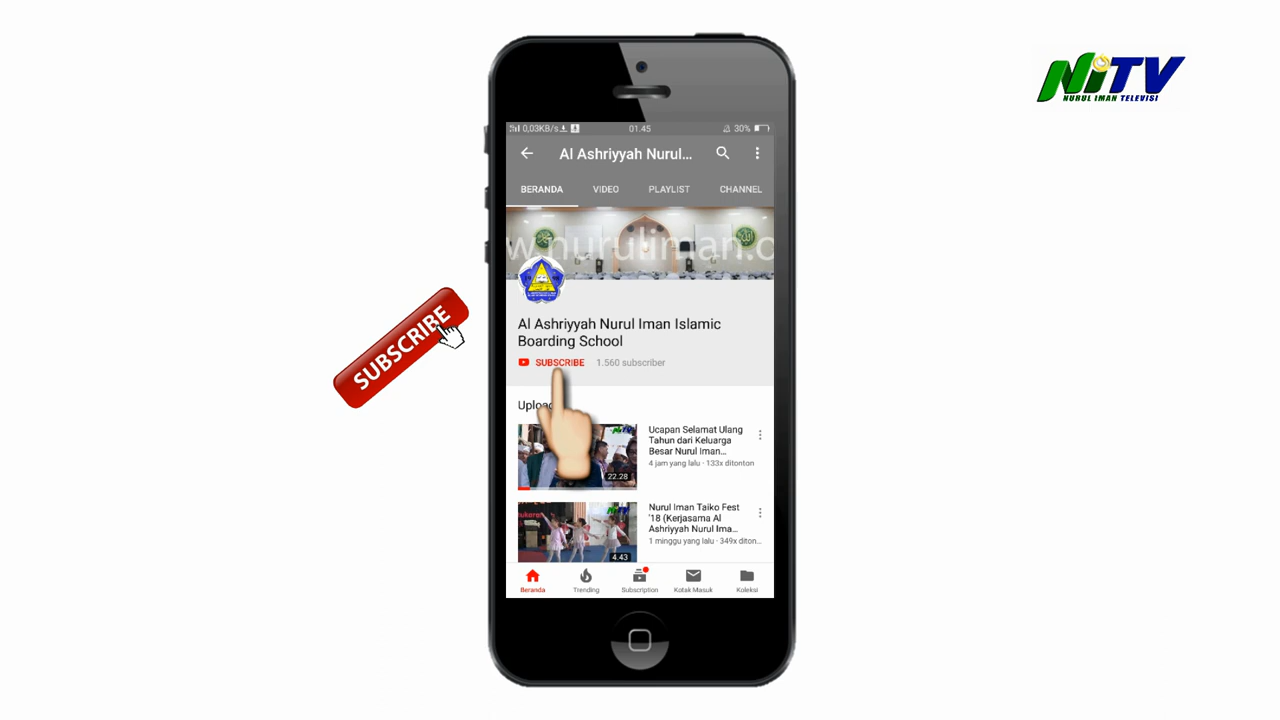 NiTV
NURUL IMAN TELEVISI
0,03KB/s
01.45
30%
Al Ashriyyah Nurul...
BERANDA
VIDEO
PLAYLIST
CHANNEL
w.nuruliman.o
Al Ashriyyah Nurul Iman Islamic
Boarding School
SUBSCRIBE
1.560 subscriber
SUBSCRIBE
Uploa
Ucapan Selamat Ulang
Tahun dari Keluarga
Besar Nurul Iman...
4 jam yang lalu · 133x ditonton
22.28
Nurul Iman Taiko Fest
'18 (Kerjasama Al
Ashriyyah Nurul Ima...
1 minggu yang lalu · 349x diton...
4.43
Beranda
Trending
Subscription
Kotak Masuk
Koleksi